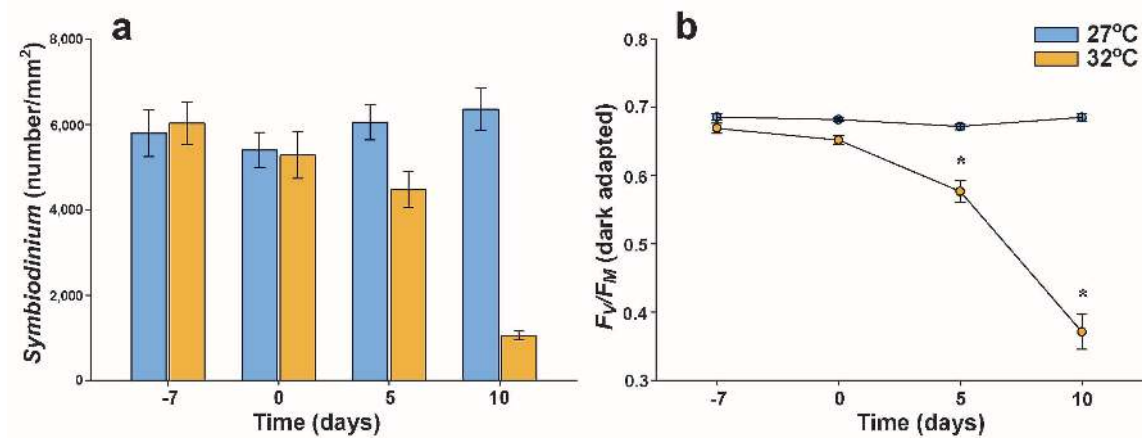 a
8,000
6,000
4,000
2,000
0
Symbiodinium (number/mm²)
-7
0
5
10
Time (days)
b
27°C
32°C
0.8
0.7
0.6
0.5
0.4
0.3
FV/FM (dark adapted)
*
*
-7
0
5
10
Time (days)